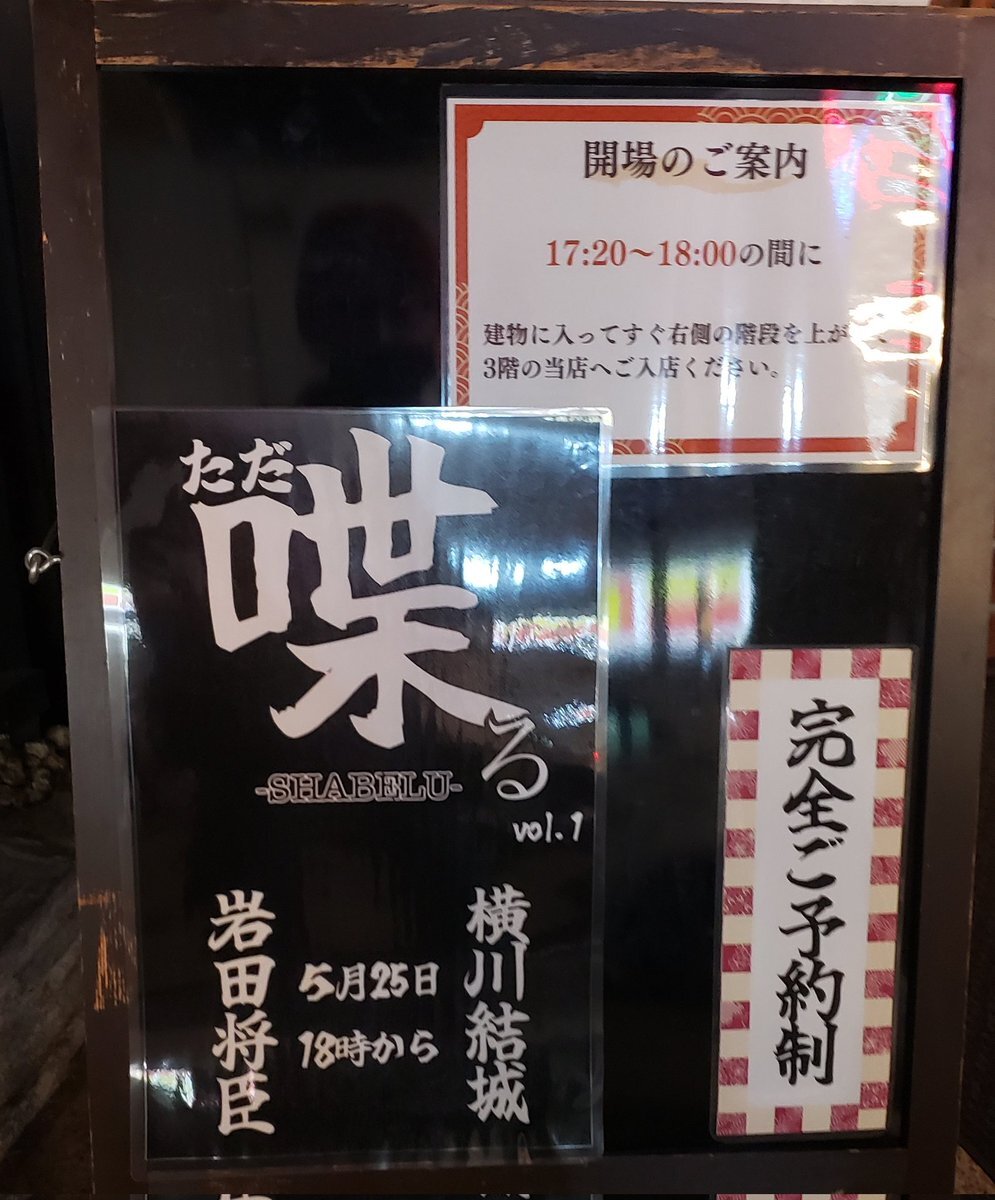 開場のご案内
17:20～18:00の間に
建物に入ってすぐ右側の階段を上が
3階の当店へご入店ください。
ただ
喋る
-SHABELU-
vol.1
横川結城
5月25日
18時から
岩田将臣
完全ご予約制